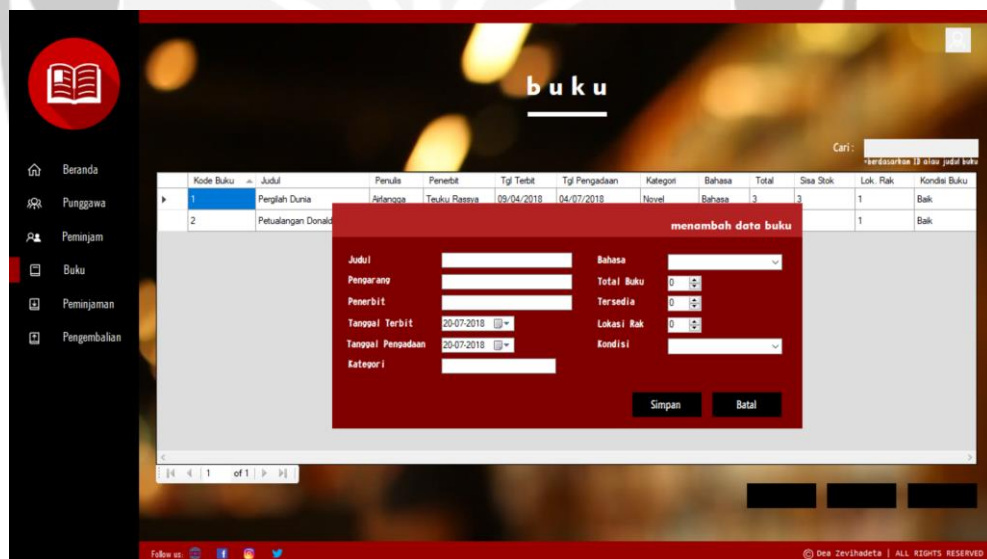 buku
Cari :
*berdasarkan ID atau judul buku
Beranda
Punggawa
Peminjam
Buku
Peminjaman
Pengembalian
Kode Buku Judul Penulis Penerbit Tgl Terbit Tgl Pengadaan Kategori Bahasa Total Sisa Stok Lok. Rak Kondisi Buku
1 Pergilah Dunia Airlangga Teuku Rassya 09/04/2018 04/07/2018 Novel Bahasa 3 3 1 Baik
2 Petualangan Donald 1 Baik
menambah data buku
Judul
Pengarang
Penerbit
Tanggal Terbit 20-07-2018
Tanggal Pengadaan 20-07-2018
Kategori
Bahasa
Total Buku 0
Tersedia 0
Lokasi Rak 0
Kondisi
Simpan Batal
1 of 1
Follow us:
© Dea Zevihadeta | ALL RIGHTS RESERVED